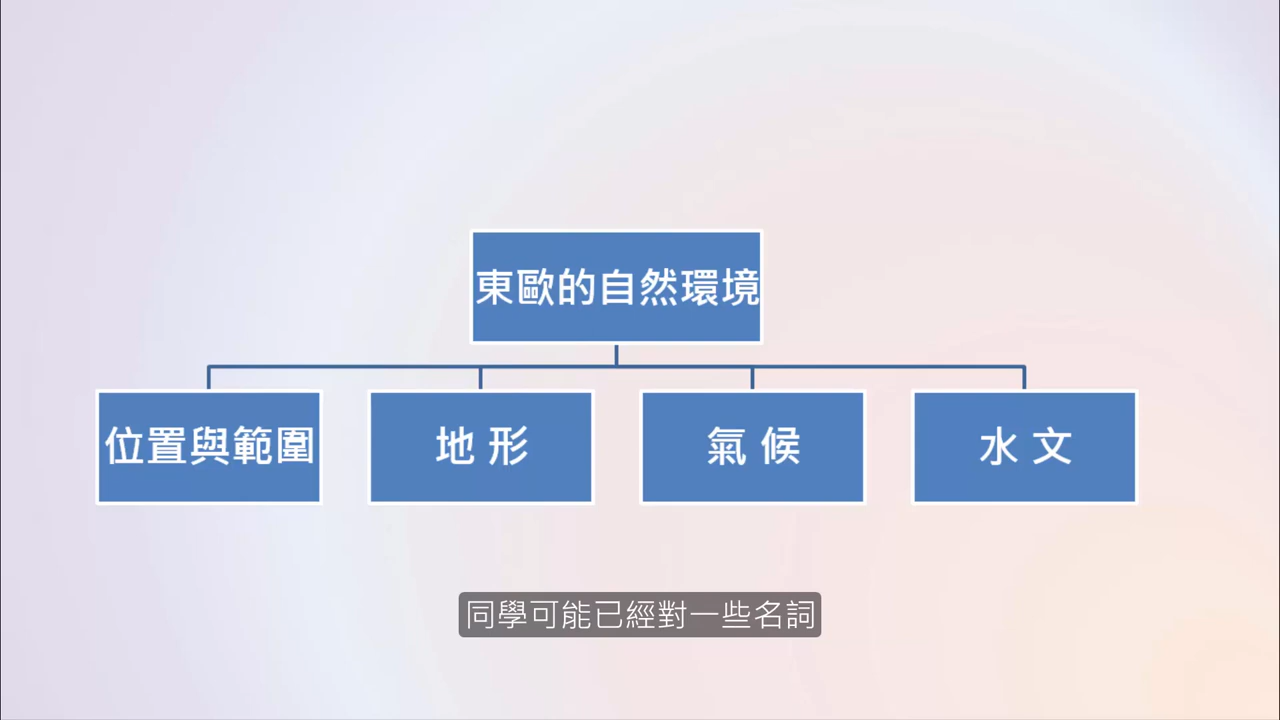 東歐的自然環境
位置與範圍
地形
氣候
水文
同學可能已經對一些名詞